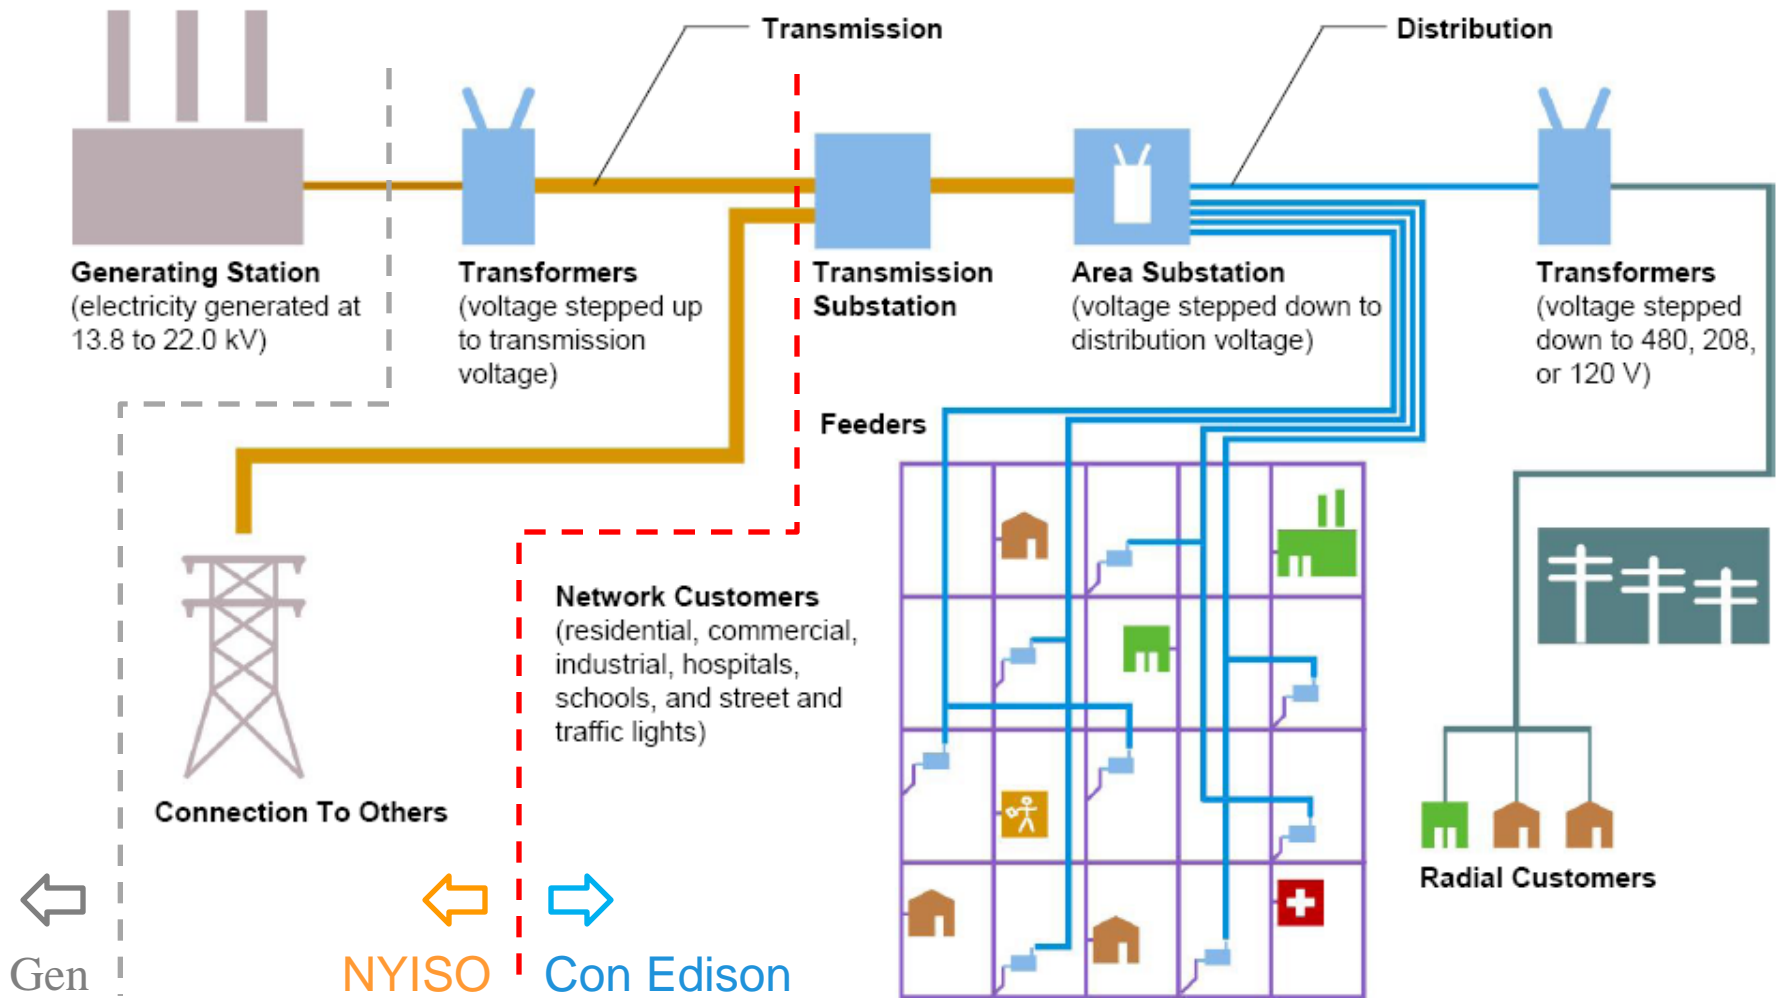 Transmission
Distribution
Generating Station
(electricity generated at
13.8 to 22.0 kV)
Transformers
(voltage stepped up
to transmission
voltage)
Transmission
Substation
Area Substation
(voltage stepped down to
distribution voltage)
Transformers
(voltage stepped
down to 480, 208,
or 120 V)
Feeders
Network Customers
(residential, commercial,
industrial, hospitals,
schools, and street and
traffic lights)
Connection To Others
Radial Customers
Gen
NYISO
Con Edison